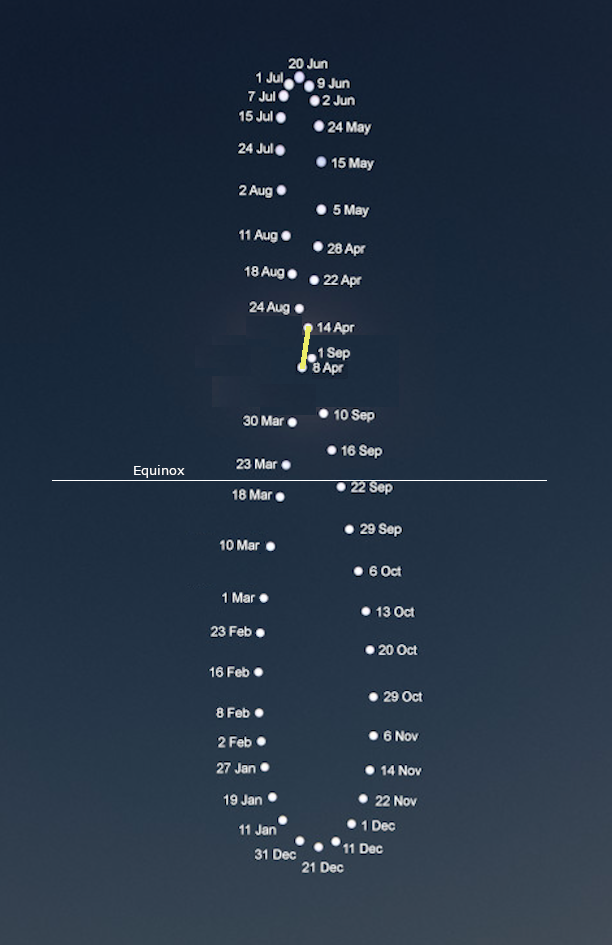 20 Jun
1 Jul
9 Jun
7 Jul
2 Jun
15 Jul
24 May
24 Jul
15 May
2 Aug
5 May
11 Aug
28 Apr
18 Aug
22 Apr
24 Aug
14 Apr
1 Sep
8 Apr
10 Sep
30 Mar
16 Sep
23 Mar
Equinox
22 Sep
18 Mar
29 Sep
10 Mar
6 Oct
1 Mar
13 Oct
23 Feb
20 Oct
16 Feb
29 Oct
8 Feb
6 Nov
2 Feb
27 Jan
14 Nov
19 Jan
22 Nov
1 Dec
11 Jan
11 Dec
31 Dec
21 Dec